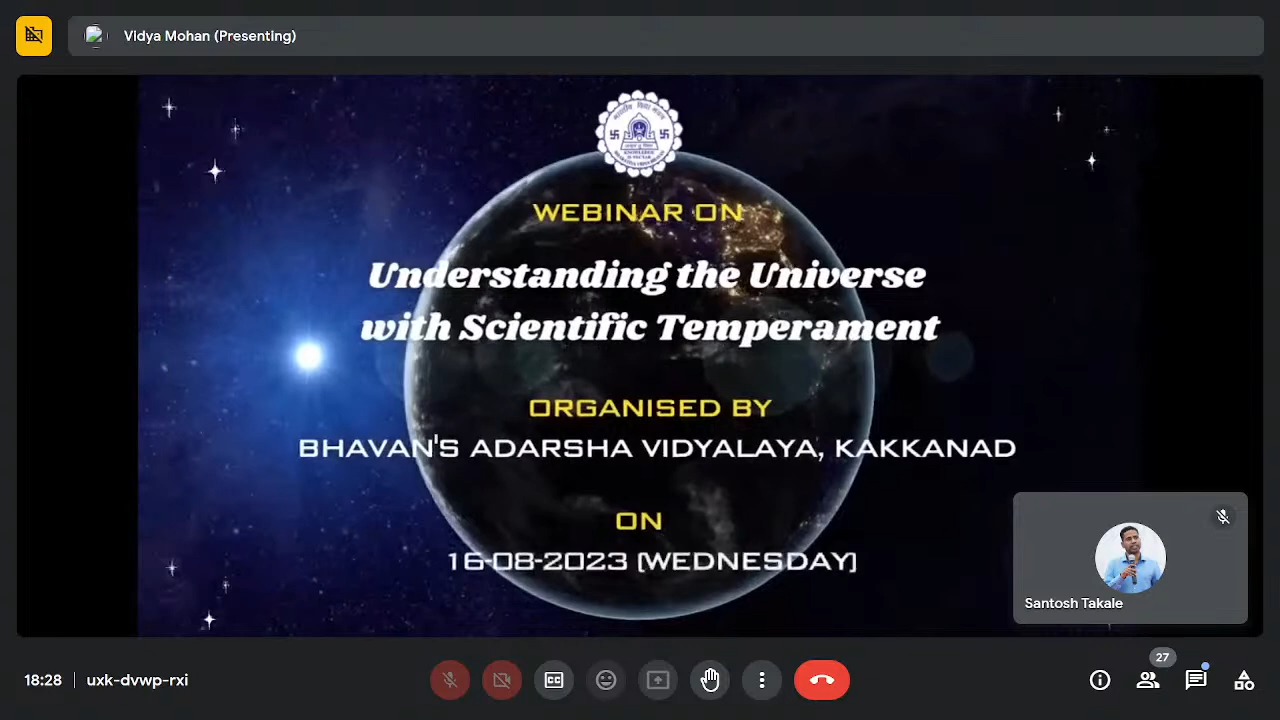 Vidya Mohan (Presenting)
WEBINAR ON
Understanding the Universe
with Scientific Temperament
ORGANISED BY
BHAVAN'S ADARSHA VIDYALAYA, KAKKANAD
ON
16-08-2023 (WEDNESDAY)
Santosh Takale
27
18:28
uxk-dvwp-rxi
CC